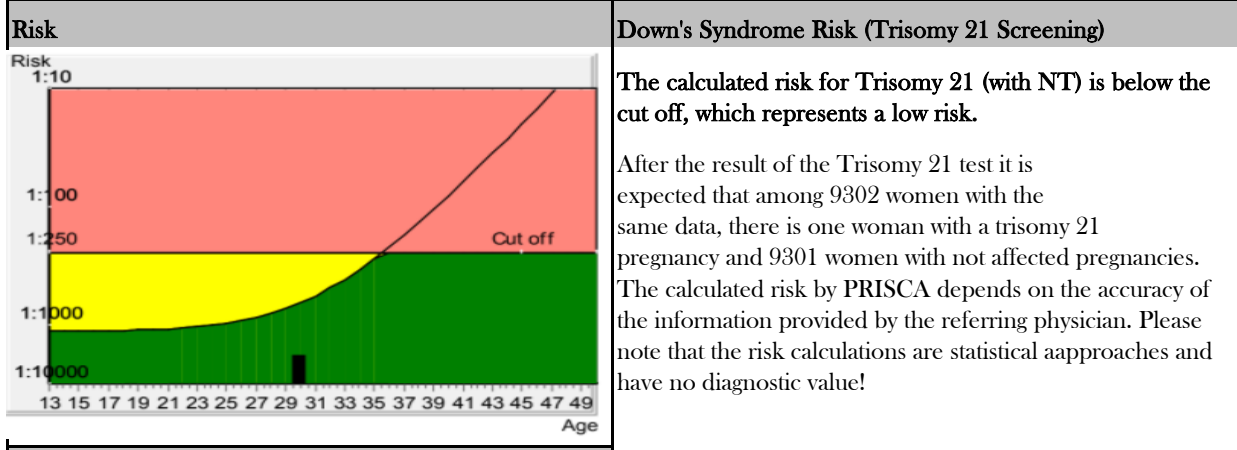 Risk
Down's Syndrome Risk (Trisomy 21 Screening)
Risk
1:10
1:100
1:250
Cut off
1:1000
1:10000
13 15 17 19 21 23 25 27 29 31 33 35 37 39 41 43 45 47 49
Age
The calculated risk for Trisomy 21 (with NT) is below the
cut off, which represents a low risk.
After the result of the Trisomy 21 test it is
expected that among 9302 women with the
same data, there is one woman with a trisomy 21
pregnancy and 9301 women with not affected pregnancies.
The calculated risk by PRISCA depends on the accuracy of
the information provided by the referring physician. Please
note that the risk calculations are statistical aapproaches and
have no diagnostic value!